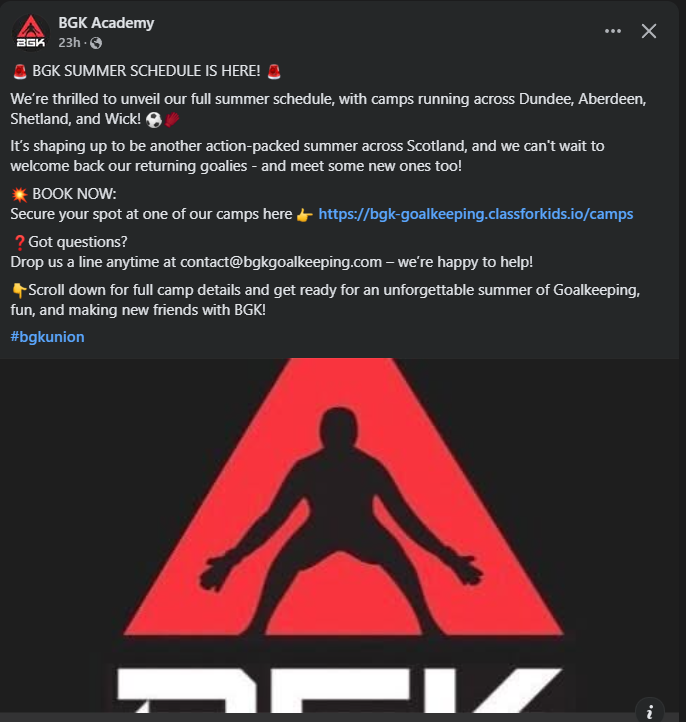 BGK Academy
23h ·
🚨 BGK SUMMER SCHEDULE IS HERE! 🚨
We’re thrilled to unveil our full summer schedule, with camps running across Dundee, Aberdeen,
Shetland, and Wick! ⚽🧤
It’s shaping up to be another action-packed summer across Scotland, and we can't wait to
welcome back our returning goalies - and meet some new ones too!
💥 BOOK NOW:
Secure your spot at one of our camps here 👉 https://bgk-goalkeeping.classforkids.io/camps
❓Got questions?
Drop us a line anytime at contact@bgkgoalkeeping.com – we’re happy to help!
👇Scroll down for full camp details and get ready for an unforgettable summer of Goalkeeping,
fun, and making new friends with BGK!
#bgkunion
BGK